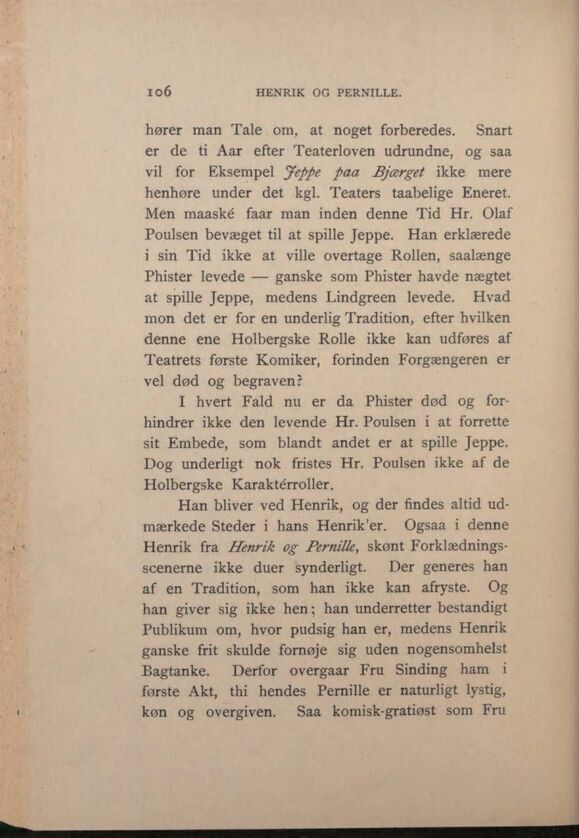 106 HENRIK OG PERNILLE.
hører man Tale om, at noget forberedes. Snart
er de ti Aar efter Teaterloven udrundne, og saa
vil for Eksempel Jeppe paa Bjærget ikke mere
henhøre under det kgl. Teaters taabelige Eneret.
Men maaské faar man inden denne Tid Hr. Olaf
Poulsen bevæget til at spille Jeppe. Han erklærede
i sin Tid ikke at ville overtage Rollen, saalænge
Phister levede — ganske som Phister havde nægtet
at spille Jeppe, medens Lindgreen levede. Hvad
mon det er for en underlig Tradition, efter hvilken
denne ene Holbergske Rolle ikke kan udføres af
Teatrets første Komiker, forinden Forgængeren er
vel død og begraven?
I hvert Fald nu er da Phister død og for-
hindrer ikke den levende Hr. Poulsen i at forrette
sit Embede, som blandt andet er at spille Jeppe.
Dog underligt nok fristes Hr. Poulsen ikke af de
Holbergske Karaktérroller.
Han bliver ved Henrik, og der findes altid ud-
mærkede Steder i hans Henrik'er. Ogsaa i denne
Henrik fra Henrik og Pernille, skønt Forklædnings-
scenerne ikke duer synderligt. Der generes han
af en Tradition, som han ikke kan afryste. Og
han giver sig ikke hen; han underretter bestandigt
Publikum om, hvor pudsig han er, medens Henrik
ganske frit skulde fornøje sig uden nogensomhelst
Bagtanke. Derfor overgaar Fru Sinding ham i
første Akt, thi hendes Pernille er naturligt lystig,
køn og overgiven. Saa komisk-gratiøst som Fru